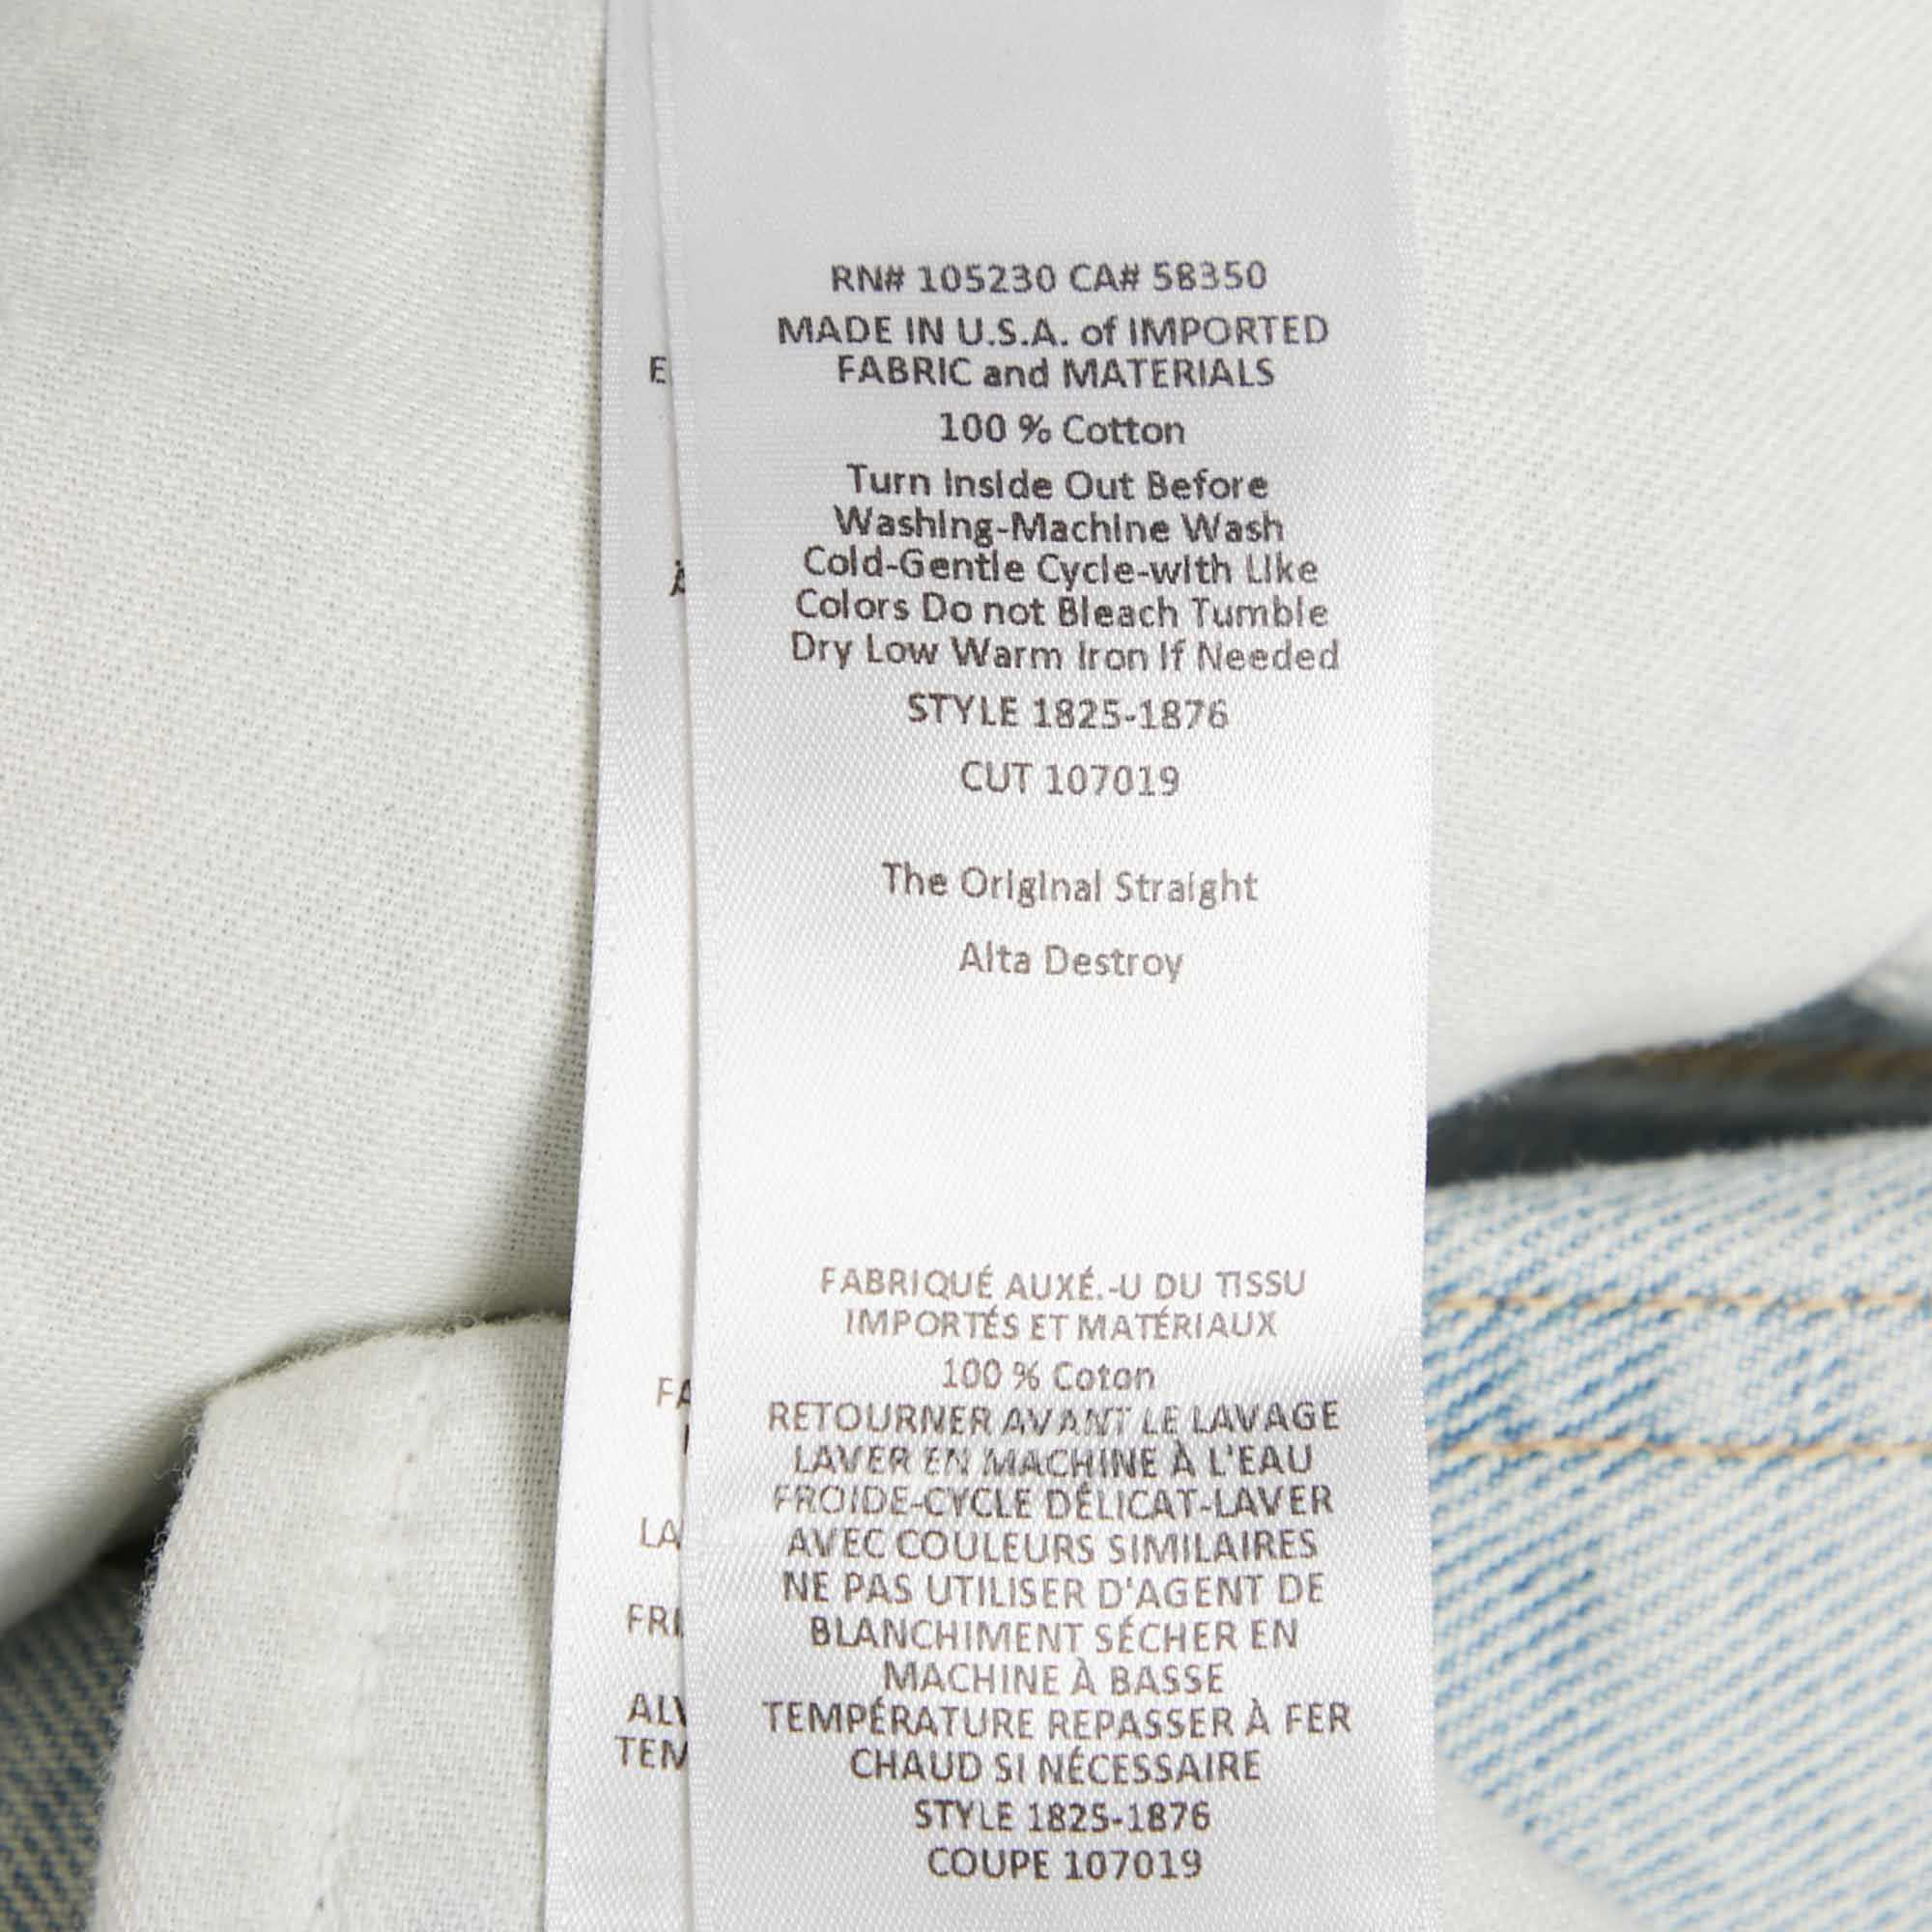 RN# 105230 CA# 58350
MADE IN U.S.A. of IMPORTED
FABRIC and MATERIALS
100 % Cotton
Turn Inside Out Before
Washing-Machine Wash
Cold-Gentle Cycle-with Like
Colors Do not Bleach Tumble
Dry Low Warm Iron If Needed
STYLE 1825-1876
CUT 107019
The Original Straight
Alta Destroy
FABRIQUÉ AUXÉ.-U DU TISSU
IMPORTÉS ET MATÉRIAUX
100 % Coton
RETOURNER AVANT LE LAVAGE
LAVER EN MACHINE À L'EAU
FROIDE-CYCLE DÉLICAT-LAVER
AVEC COULEURS SIMILAIRES
NE PAS UTILISER D'AGENT DE
BLANCHIMENT SÉCHER EN
MACHINE À BASSE
TEMPÉRATURE REPASSER À FER
CHAUD SI NÉCESSAIRE
STYLE 1825-1876
COUPE 107019